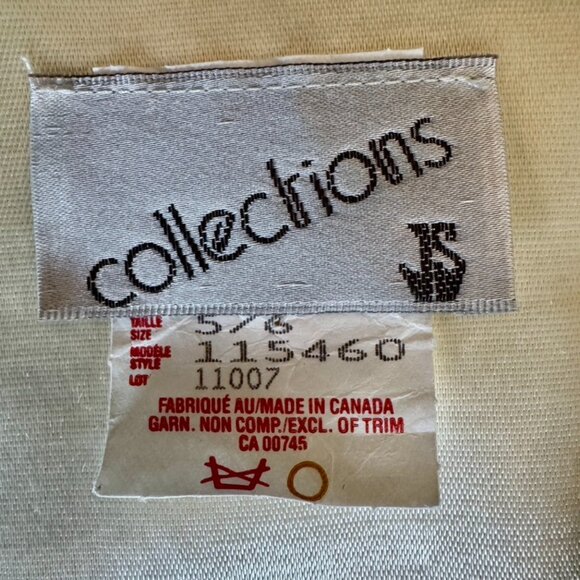 collections
JS
TAILLE
SIZE 5/6
MODÈLE
STYLE 115460
LOT 11007
FABRIQUÉ AU/MADE IN CANADA
GARN. NON COMP./EXCL. OF TRIM
CA 00745